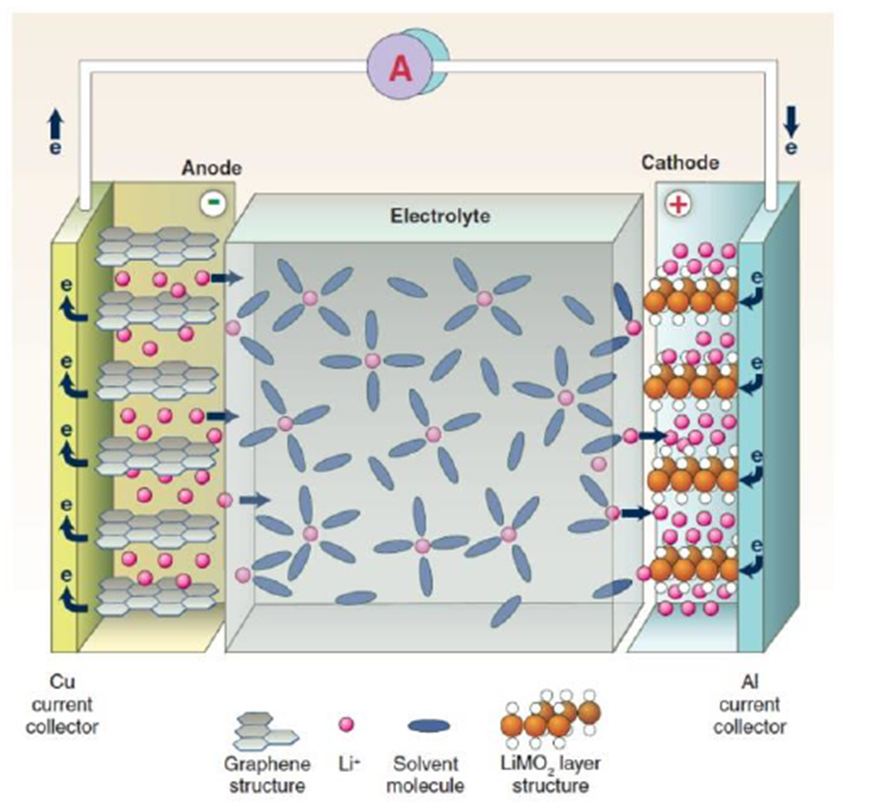 A
e
e
Anode
Cathode
-
+
Electrolyte
e
e
e
e
e
e
e
e
e
Cu
current
collector
Al
current
collector
Graphene
structure
Li+
Solvent
molecule
LiMO₂ layer
structure